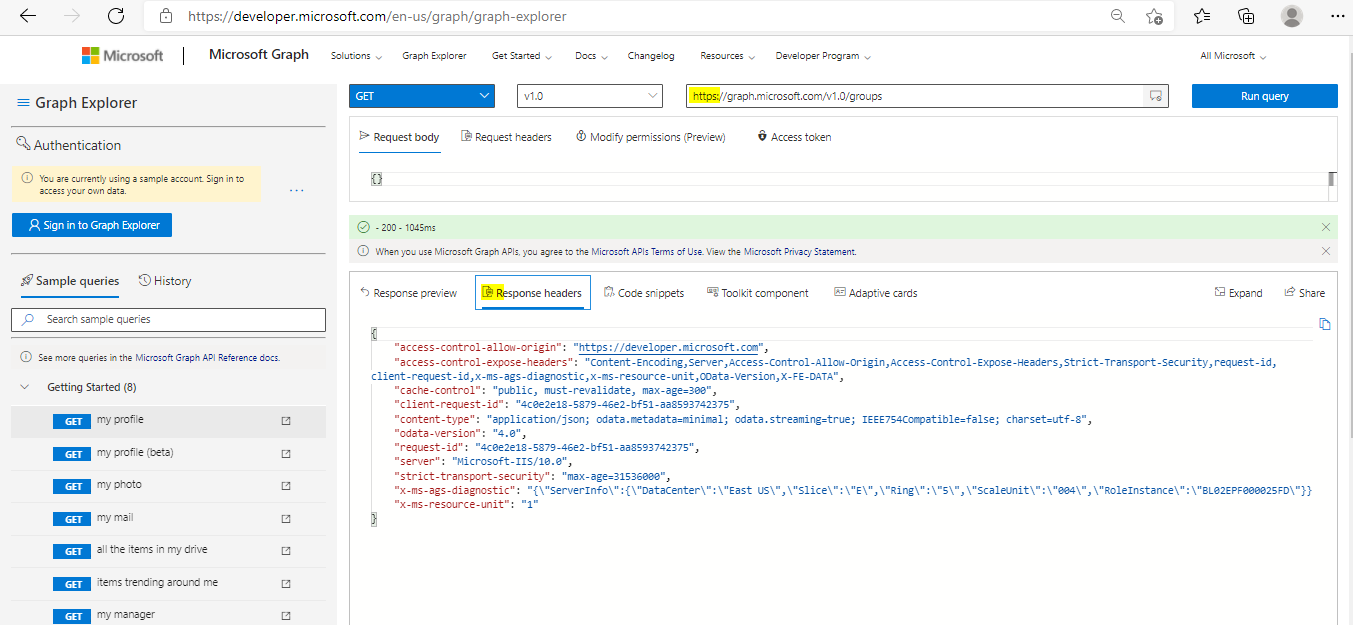 https://developer.microsoft.com/en-us/graph/graph-explorer
Microsoft
Microsoft Graph
Solutions
Graph Explorer
Get Started
Docs
Changelog
Resources
Developer Program
All Microsoft
Graph Explorer
Authentication
You are currently using a sample account. Sign in to
access your own data.
...
Sign in to Graph Explorer
Sample queries
History
Search sample queries
See more queries in the Microsoft Graph API Reference docs.
Getting Started (8)
GET my profile
GET my profile (beta)
GET my photo
GET my mail
GET all the items in my drive
GET items trending around me
GET my manager
GET
v1.0
https://graph.microsoft.com/v1.0/groups
Run query
Request body
Request headers
Modify permissions (Preview)
Access token
{}
- 200 - 1045ms
When you use Microsoft Graph APIs, you agree to the Microsoft APIs Terms of Use. View the Microsoft Privacy Statement.
Response preview
Response headers
Code snippets
Toolkit component
Adaptive cards
Expand
Share
{
"access-control-allow-origin": "https://developer.microsoft.com",
"access-control-expose-headers": "Content-Encoding,Server,Access-Control-Allow-Origin,Access-Control-Expose-Headers,Strict-Transport-Security,request-id,
client-request-id,x-ms-ags-diagnostic,x-ms-resource-unit,OData-Version,X-FE-DATA",
"cache-control": "public, must-revalidate, max-age=300",
"client-request-id": "4c0e2e18-5879-46e2-bf51-aa8593742375",
"content-type": "application/json; odata.metadata=minimal; odata.streaming=true; IEEE754Compatible=false; charset=utf-8",
"odata-version": "4.0",
"request-id": "4c0e2e18-5879-46e2-bf51-aa8593742375",
"server": "Microsoft-IIS/10.0",
"strict-transport-security": "max-age=31536000",
"x-ms-ags-diagnostic": "{\"ServerInfo\":{\"DataCenter\":\"East US\",\"Slice\":\"E\",\"Ring\":\"5\",\"ScaleUnit\":\"004\",\"RoleInstance\":\"BL02EPF000025FD\"}}
"x-ms-resource-unit": "1"
}